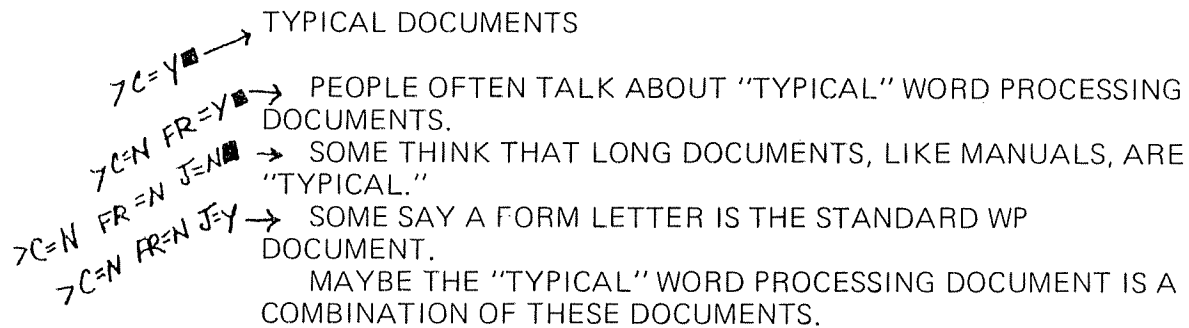 TYPICAL DOCUMENTS
>C=Y■→
>C=N FR=Y■→ PEOPLE OFTEN TALK ABOUT "TYPICAL" WORD PROCESSING
DOCUMENTS.
>C=N FR=N J=N■→ SOME THINK THAT LONG DOCUMENTS, LIKE MANUALS, ARE
"TYPICAL."
>C=N FR=N J=Y→ SOME SAY A FORM LETTER IS THE STANDARD WP
DOCUMENT.
MAYBE THE "TYPICAL" WORD PROCESSING DOCUMENT IS A
COMBINATION OF THESE DOCUMENTS.